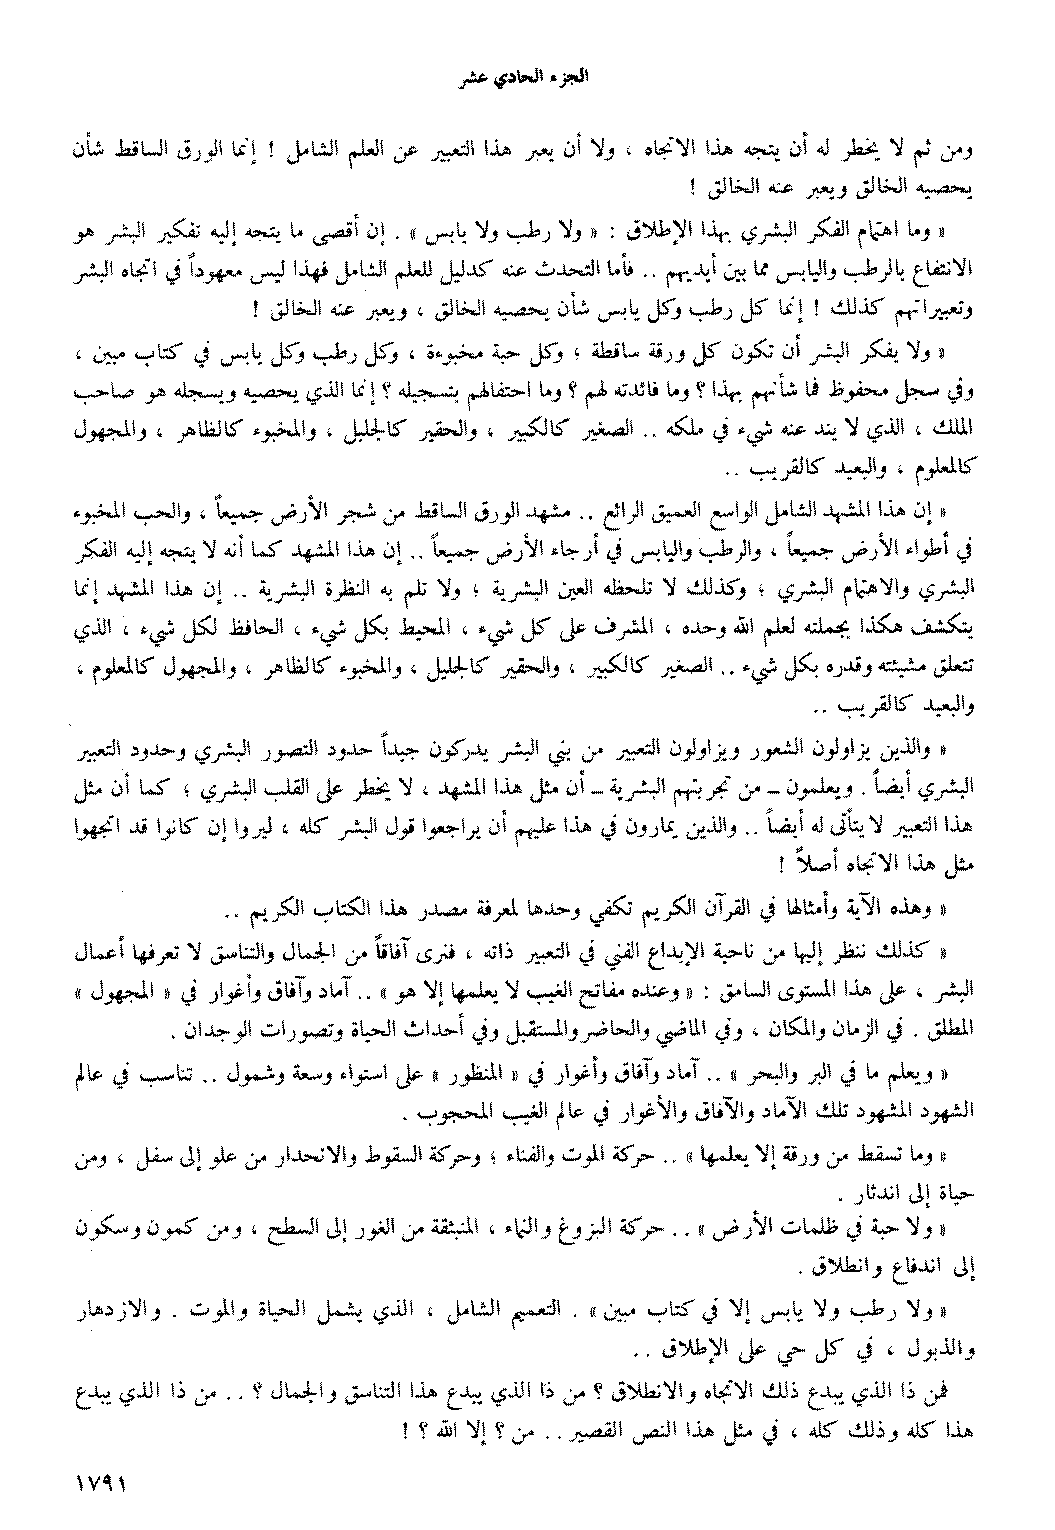 الجزء الحادي عشر
ومن ثم لا يخطر له أن يتجه هذا الاتجاه ، ولا أن يعبر هذا التعبير عن العلم الشامل ! إنما الورق الساقط شأن
يحصيه الخالق ويعبر عنه الخالق !
« وما اهتمام الفكر البشري بهذا الإطلاق : « ولا رطب ولا يابس » . إن أقصى ما يتجه إليه تفكير البشر هو
الانتفاع بالرطب واليابس مما بين أيديهم .. فأما التحدث عنه كدليل للعلم الشامل فهذا ليس معهوداً في اتجاه البشر
وتعبيراتهم كذلك ! إنما كل رطب وكل يابس شأن يحصيه الخالق ، ويعبر عنه الخالق !
« ولا يفكر البشر أن تكون كل ورقة ساقطة ؛ وكل حبة مخبوءة ، وكل رطب وكل يابس في كتاب مبين ،
وفي سجل محفوظ فما شأنهم بهذا ؟ وما فائدته لهم ؟ وما احتفالهم بتسجيله ؟ إنما الذي يحصيه ويسجله هو صاحب
الملك ، الذي لا يند عنه شيء في ملكه .. الصغير كالكبير ، والحقير كالجليل ، والمخبوء كالظاهر ، والمجهول
كالمعلوم ، والبعيد كالقريب ..
« إن هذا المشهد الشامل الواسع العميق الرائع .. مشهد الورق الساقط من شجر الأرض جميعاً ، والحب المخبوء
في أطواء الأرض جميعاً ، والرطب واليابس في أرجاء الأرض جميعاً .. إن هذا المشهد كما أنه لا يتجه إليه الفكر
البشري والاهتمام البشري ؛ وكذلك لا تلحظه العين البشرية ؛ ولا تلم به النظرة البشرية .. إن هذا المشهد إنما
يتكشف هكذا بجملته لعلم الله وحده ، المشرف على كل شيء ، المحيط بكل شيء ، الحافظ لكل شيء ، الذي
تتعلق مشيئته وقدره بكل شيء .. الصغير كالكبير ، والحقير كالجليل ، والمخبوء كالظاهر ، والمجهول كالمعلوم ،
والبعيد كالقريب ..
« والذين يزاولون الشعور ويزاولون التعبير من بني البشر يدركون جيداً حدود التصور البشري وحدود التعبير
البشري أيضاً . ويعلمون – من تجربتهم البشرية – أن مثل هذا المشهد ، لا يخطر على القلب البشري ؛ كما أن مثل
هذا التعبير لا يتأتى له أيضاً .. والذين يمارون في هذا عليهم أن يراجعوا قول البشر كله ، ليروا إن كانوا قد اتجهوا
مثل هذا الاتجاه أصلاً !
« وهذه الآية وأمثالها في القرآن الكريم تكفي وحدها لمعرفة مصدر هذا الكتاب الكريم ..
« كذلك ننظر إليها من ناحية الإبداع الفني في التعبير ذاته ، فنرى آفاقاً من الجمال والتناسق لا تعرفها أعمال
البشر ، على هذا المستوى السامق : « وعنده مفاتح الغيب لا يعلمها إلا هو » .. آماد وآفاق وأغوار في « المجهول »
المطلق . في الزمان والمكان ، وفي الماضي والحاضر والمستقبل وفي أحداث الحياة وتصورات الوجدان .
« ويعلم ما في البر والبحر » .. آماد وآفاق وأغوار في « المنظور » على استواء وسعة وشمول .. تناسب في عالم
الشهود المشهود تلك الآماد والآفاق والأغوار في عالم الغيب المحجوب .
« وما تسقط من ورقة إلا يعلمها » .. حركة الموت والفناء ؛ وحركة السقوط والانحدار من علو إلى سفل ، ومن
حياة إلى اندثار .
« ولا حبة في ظلمات الأرض » .. حركة البزوغ والنماء ، المنبثقة من الغور إلى السطح ، ومن كمون وسكون
إلى اندفاع وانطلاق .
« ولا رطب ولا يابس إلا في كتاب مبين» . التعميم الشامل ، الذي يشمل الحياة والموت . والازدهار
والذبول ، في كل حي على الإطلاق ..
فمن ذا الذي يبدع ذلك الاتجاه والانطلاق ؟ من ذا الذي يبدع هذا التناسق والجمال ؟ .. من ذا الذي يبدع
هذا كله وذلك كله ، في مثل هذا النص القصير .. من ؟ إلا الله ؟ !
١٧٩١